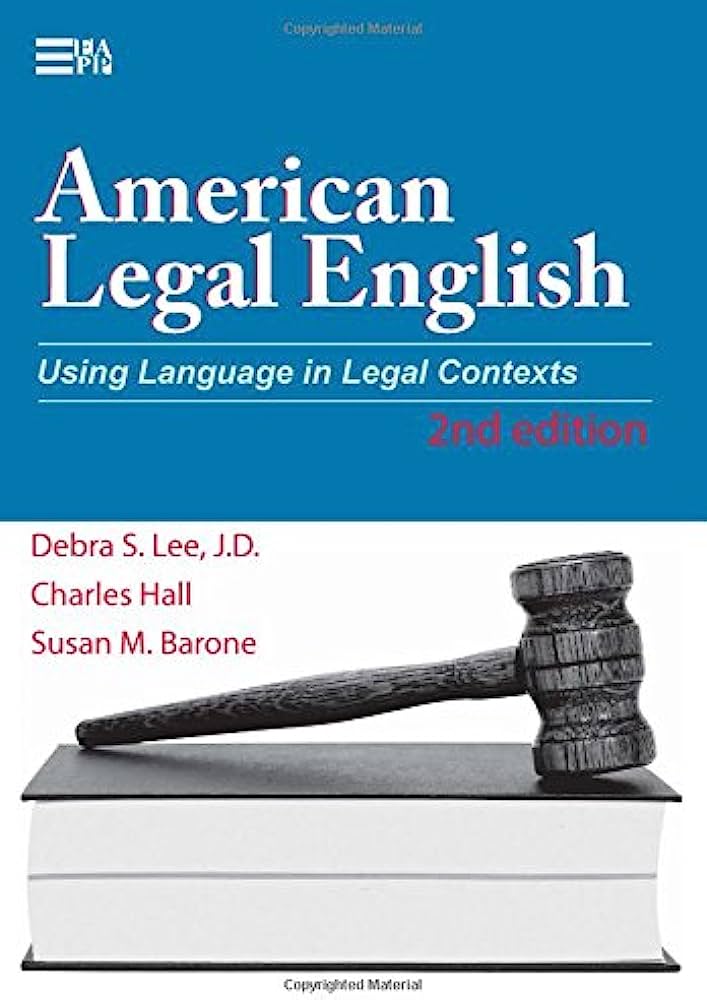 Copyrighted Material
EAPP
American
Legal English
Using Language in Legal Contexts
2nd edition
Debra S. Lee, J.D.
Charles Hall
Susan M. Barone
Copyrighted Material